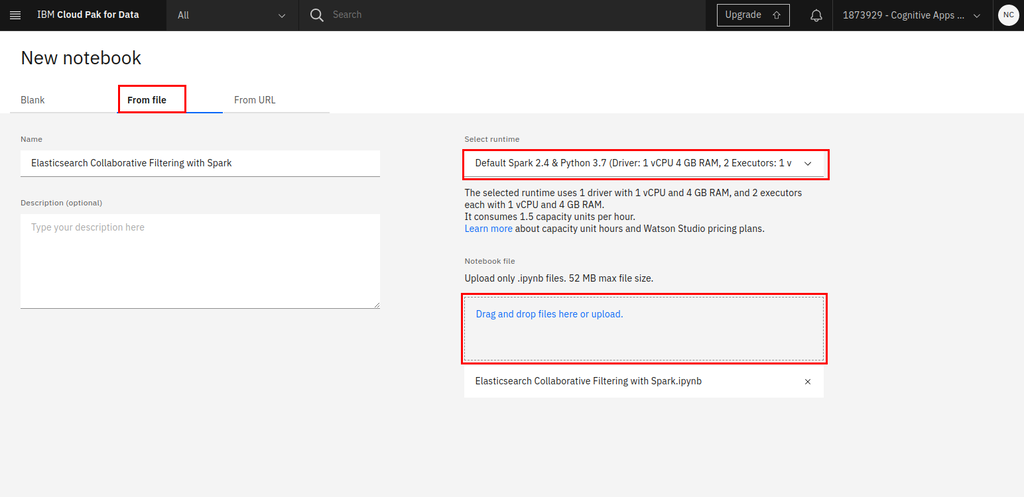 IBM Cloud Pak for Data
All
Search
Upgrade
1873929 - Cognitive Apps ...
NC
New notebook
Blank
From file
From URL
Name
Elasticsearch Collaborative Filtering with Spark
Description (optional)
Type your description here
Select runtime
Default Spark 2.4 & Python 3.7 (Driver: 1 vCPU 4 GB RAM, 2 Executors: 1 v
The selected runtime uses 1 driver with 1 vCPU and 4 GB RAM, and 2 executors
each with 1 vCPU and 4 GB RAM.
It consumes 1.5 capacity units per hour.
Learn more about capacity unit hours and Watson Studio pricing plans.
Notebook file
Upload only .ipynb files. 52 MB max file size.
Drag and drop files here or upload.
Elasticsearch Collaborative Filtering with Spark.ipynb